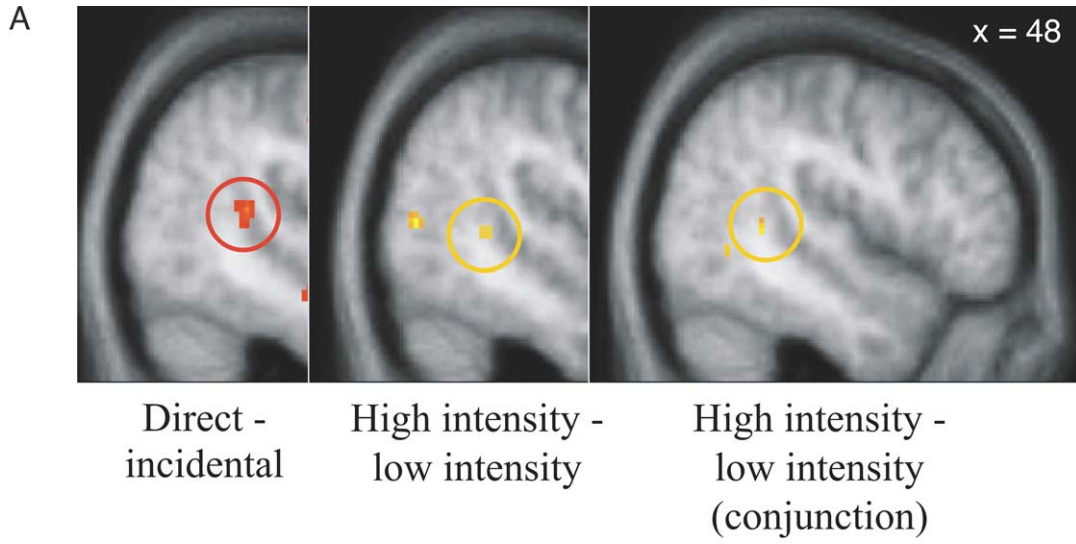 A
x = 48
Direct -
incidental
High intensity -
low intensity
High intensity -
low intensity
(conjunction)